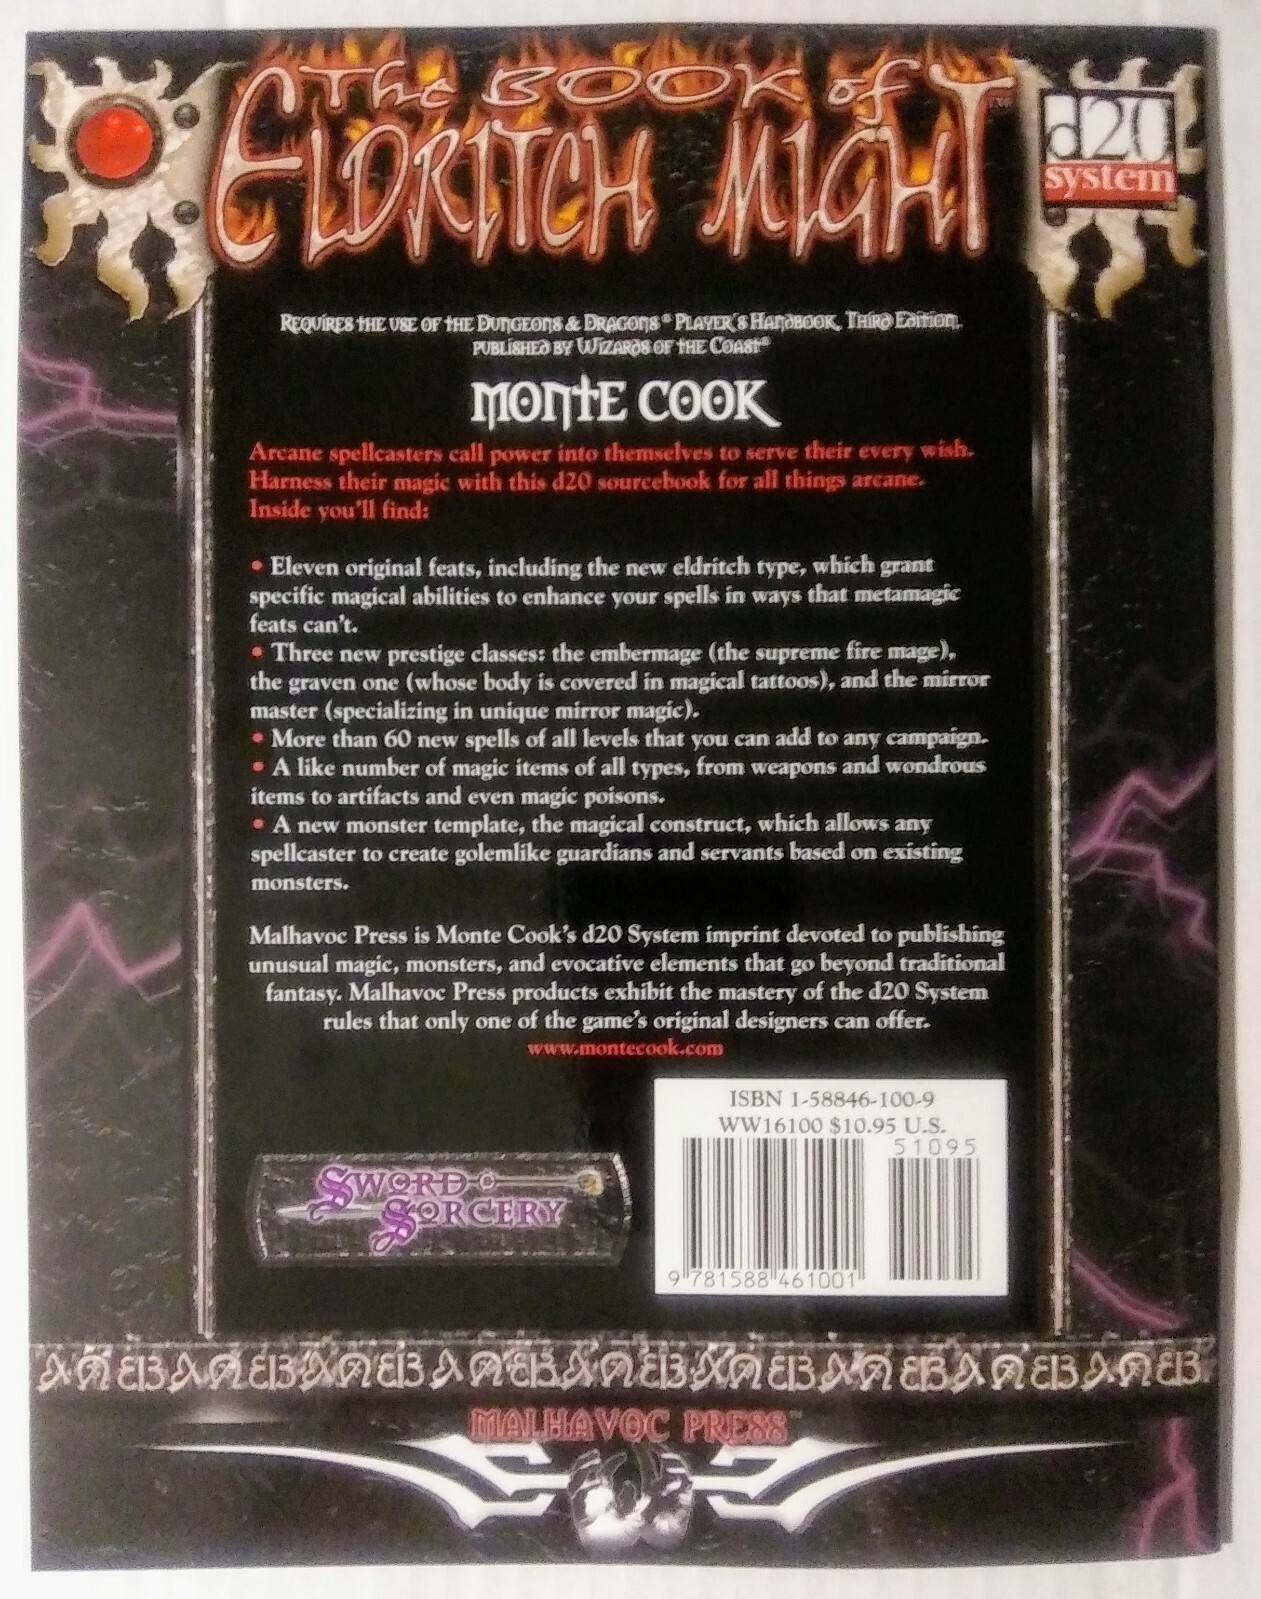 The BOOK of
ELDRITCH MIGHT™
d20
system
Requires the use of the Dungeons & Dragons® Player's Handbook, Third Edition,
published by Wizards of the Coast®
MONTE COOK
Arcane spellcasters call power into themselves to serve their every wish.
Harness their magic with this d20 sourcebook for all things arcane.
Inside you'll find:
• Eleven original feats, including the new eldritch type, which grant
specific magical abilities to enhance your spells in ways that metamagic
feats can't.
• Three new prestige classes: the embermage (the supreme fire mage),
the graven one (whose body is covered in magical tattoos), and the mirror
master (specializing in unique mirror magic).
• More than 60 new spells of all levels that you can add to any campaign.
• A like number of magic items of all types, from weapons and wondrous
items to artifacts and even magic poisons.
• A new monster template, the magical construct, which allows any
spellcaster to create golemlike guardians and servants based on existing
monsters.
Malhavoc Press is Monte Cook's d20 System imprint devoted to publishing
unusual magic, monsters, and evocative elements that go beyond traditional
fantasy. Malhavoc Press products exhibit the mastery of the d20 System
rules that only one of the game's original designers can offer.
www.montecook.com
ISBN 1-58846-100-9
WW16100 $10.95 U.S.
51095
9 781588 461001
SWORD
SORCERY
MALHAVOC PRESS™